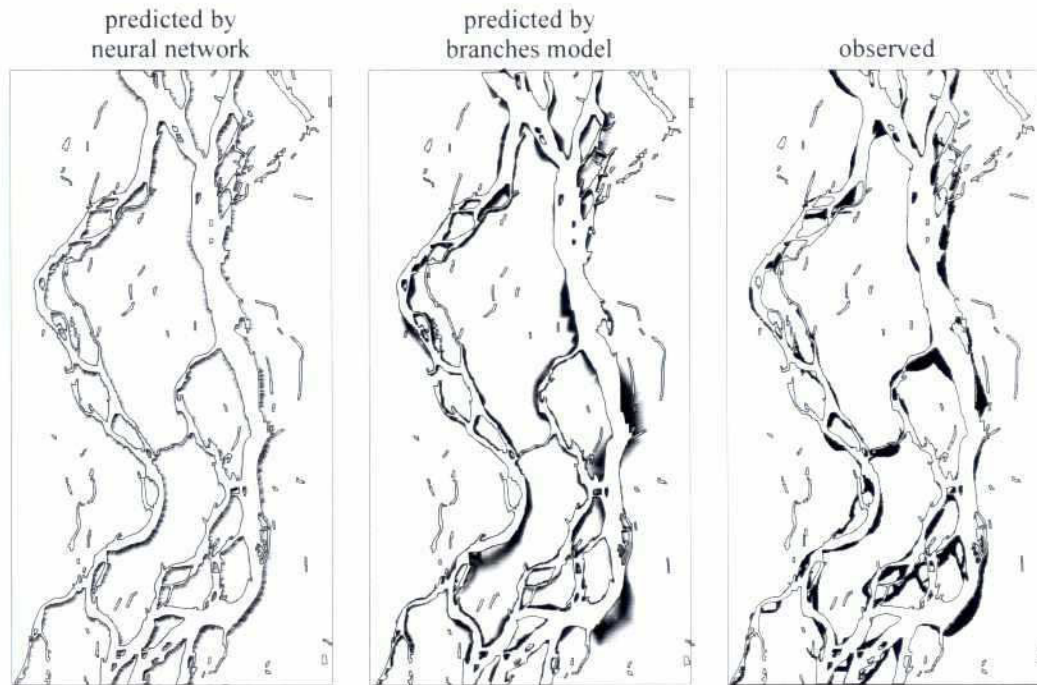 predicted by
neural network
predicted by
branches model
observed